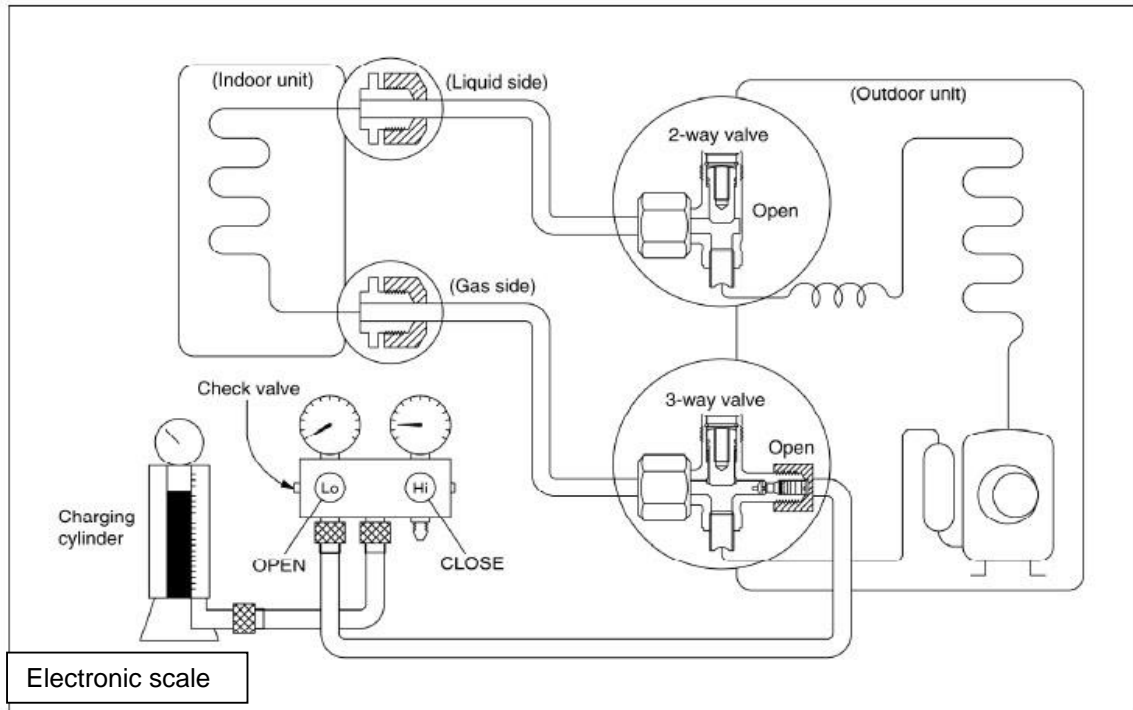 (Indoor unit)
(Liquid side)
(Outdoor unit)
2-way valve
Open
(Gas side)
Check valve
3-way valve
Open
Lo
Hi
Charging
cylinder
OPEN
CLOSE
Electronic scale